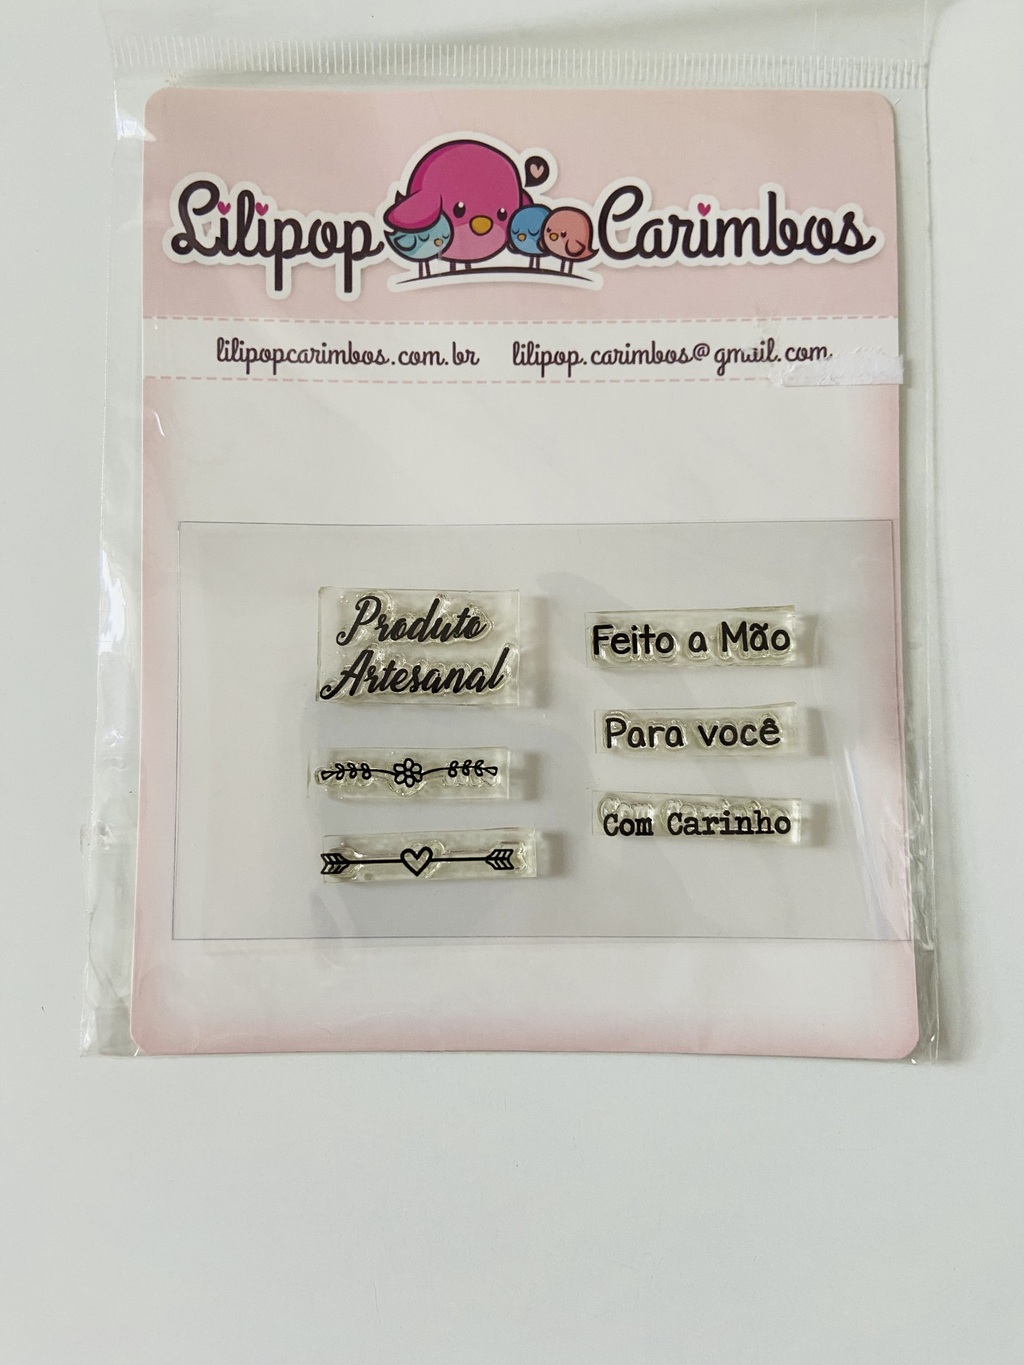 Lilipop Carimbos
lilipopcarimbos.com.br lilipop.carimbos@gmail.com
Produto
Artesanal
Feito a Mão
Para você
Com Carinho